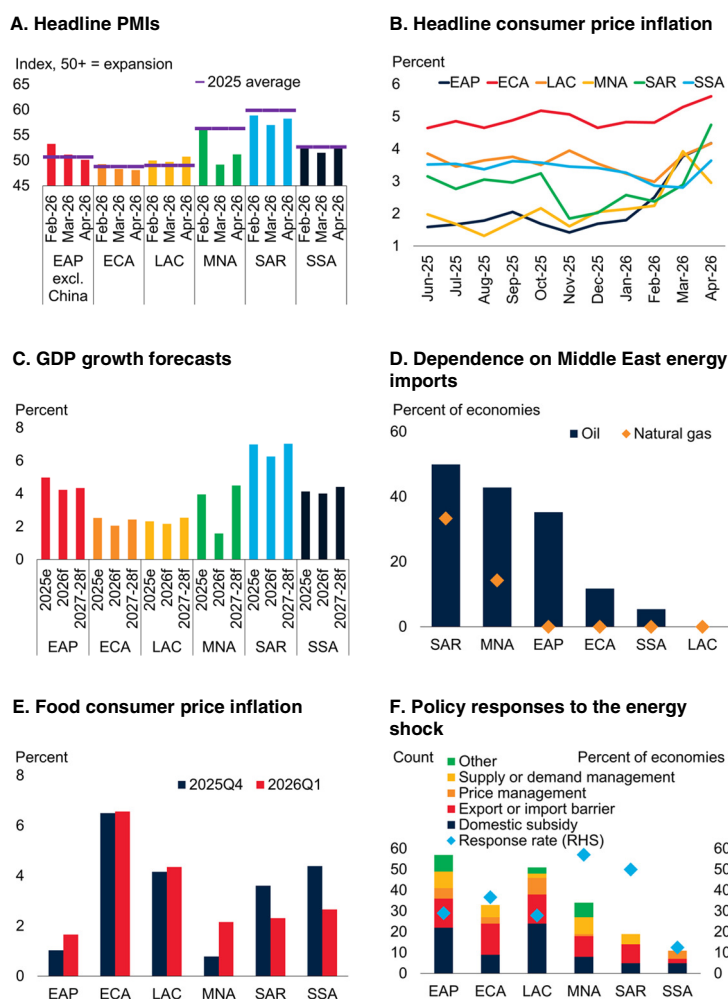 A. Headline PMIs
Index, 50+ = expansion
2025 average
65
60
55
50
45
Feb-26
Mar-26
Apr-26
Feb-26
Mar-26
Apr-26
Feb-26
Mar-26
Apr-26
Feb-26
Mar-26
Apr-26
Feb-26
Mar-26
Apr-26
Feb-26
Mar-26
Apr-26
EAP
excl.
China
ECA
LAC
MNA
SAR
SSA
B. Headline consumer price inflation
Percent
EAP ECA LAC MNA SAR SSA
6
5
4
3
2
1
Jun-25
Jul-25
Aug-25
Sep-25
Oct-25
Nov-25
Dec-25
Jan-26
Feb-26
Mar-26
Apr-26
C. GDP growth forecasts
Percent
8
6
4
2
0
2025e
2026f
2027-28f
2025e
2026f
2027-28f
2025e
2026f
2027-28f
2025e
2026f
2027-28f
2025e
2026f
2027-28f
2025e
2026f
2027-28f
EAP ECA LAC MNA SAR SSA
D. Dependence on Middle East energy
imports
Percent of economies
Oil Natural gas
60
40
20
0
SAR MNA EAP ECA SSA LAC
E. Food consumer price inflation
Percent
2025Q4 2026Q1
8
6
4
2
0
EAP ECA LAC MNA SAR SSA
F. Policy responses to the energy
shock
Count
Percent of economies
Other
Supply or demand management
Price management
Export or import barrier
Domestic subsidy
Response rate (RHS)
60
50
40
30
20
10
0
60
50
40
30
20
10
0
EAP ECA LAC MNA SAR SSA